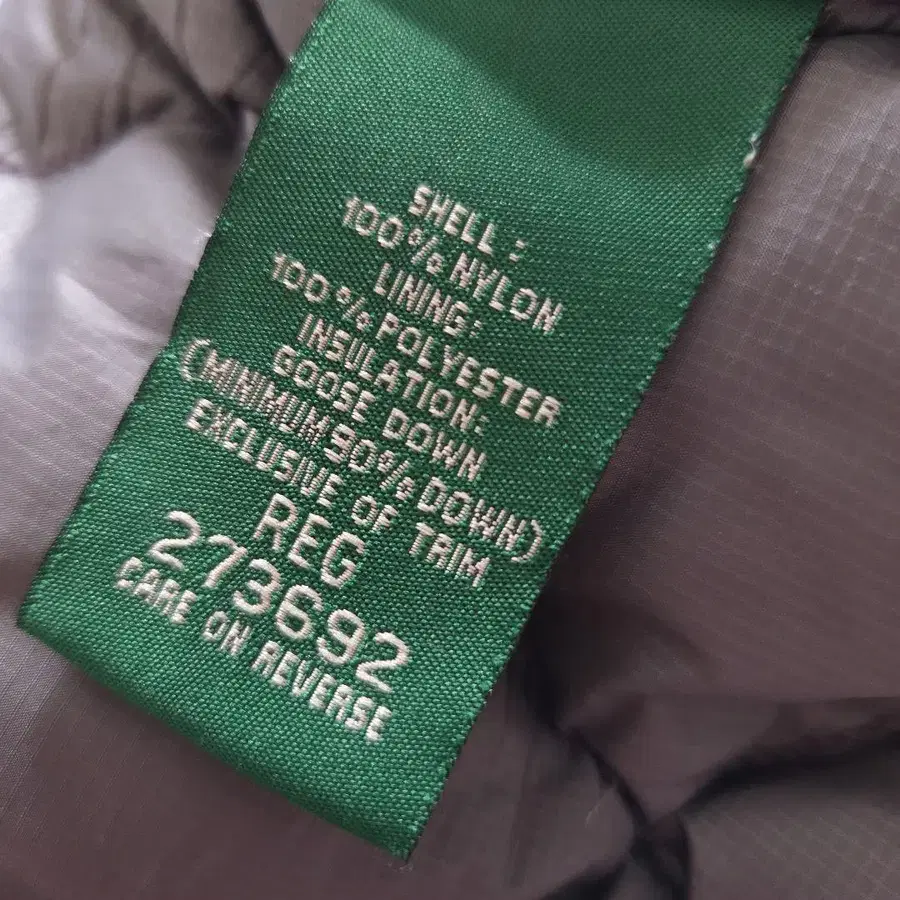 SHELL :
100% NYLON
LINING:
100% POLYESTER
INSULATION:
GOOSE DOWN
(MINIMUM 90% DOWN)
EXCLUSIVE OF TRIM
REG
273692
CARE ON REVERSE